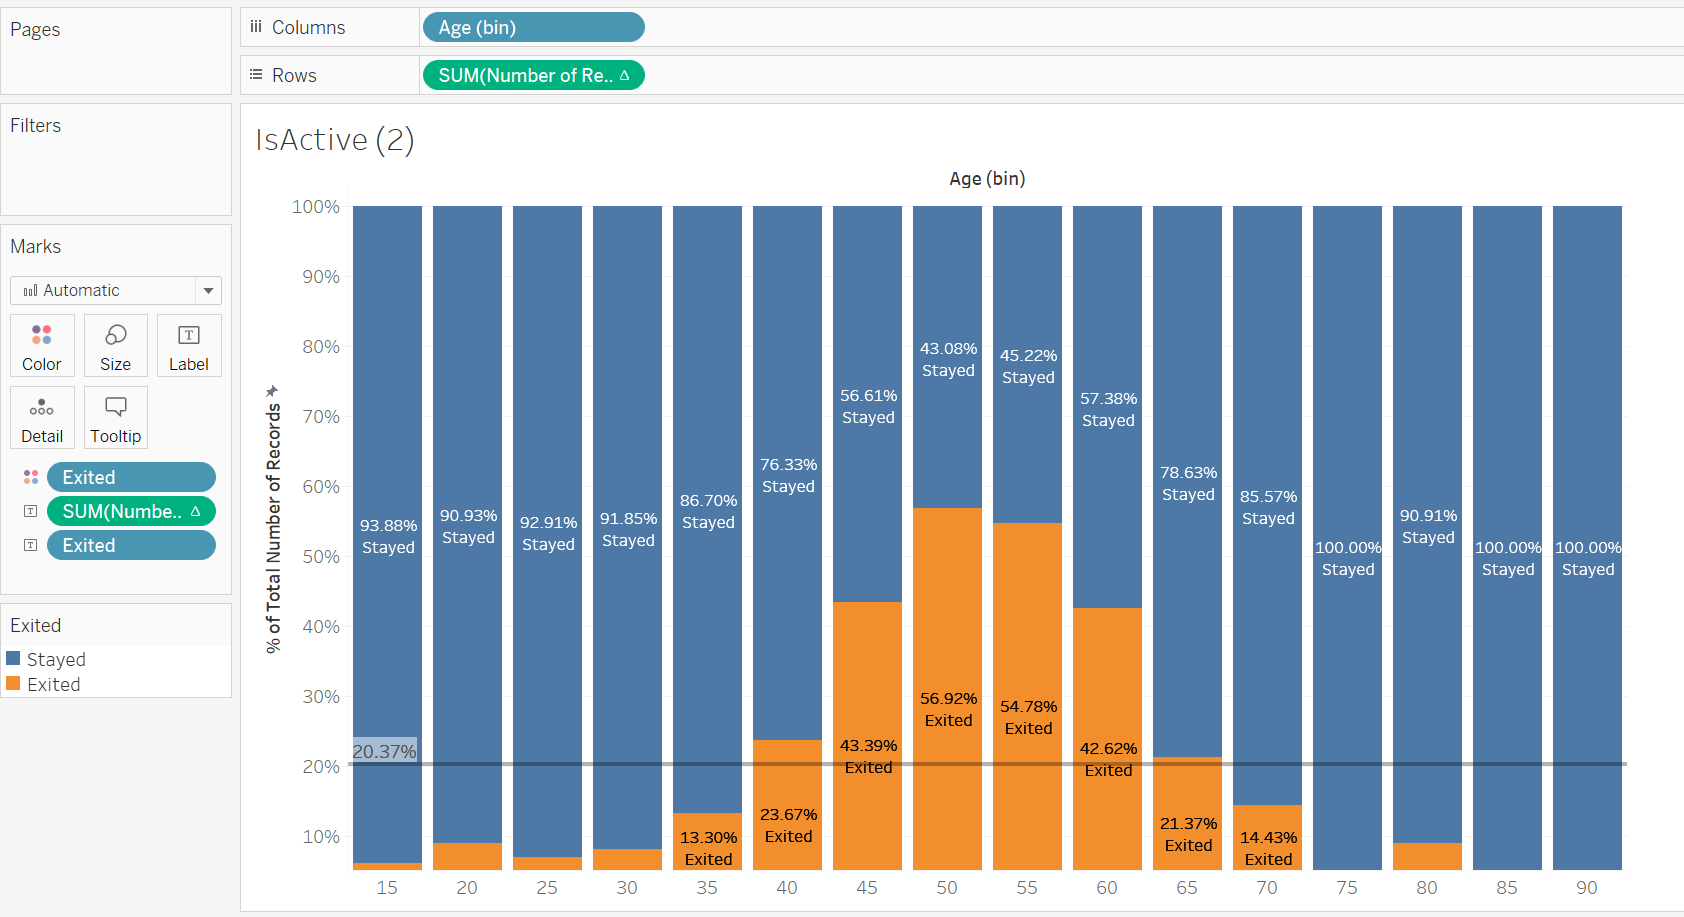 Pages
Columns
Age (bin)
Rows
SUM(Number of Re.. Δ
Filters
Marks
Automatic
Color
Size
Label
Detail
Tooltip
Exited
SUM(Numbe.. Δ
Exited
Exited
Stayed
Exited
IsActive (2)
Age (bin)
% of Total Number of Records
100%
90%
80%
70%
60%
50%
40%
30%
20%
10%
93.88%
Stayed
90.93%
Stayed
92.91%
Stayed
91.85%
Stayed
86.70%
Stayed
76.33%
Stayed
56.61%
Stayed
43.08%
Stayed
45.22%
Stayed
57.38%
Stayed
78.63%
Stayed
85.57%
Stayed
100.00%
Stayed
90.91%
Stayed
100.00%
Stayed
100.00%
Stayed
20.37%
13.30%
Exited
23.67%
Exited
43.39%
Exited
56.92%
Exited
54.78%
Exited
42.62%
Exited
21.37%
Exited
14.43%
Exited
15 20 25 30 35 40 45 50 55 60 65 70 75 80 85 90